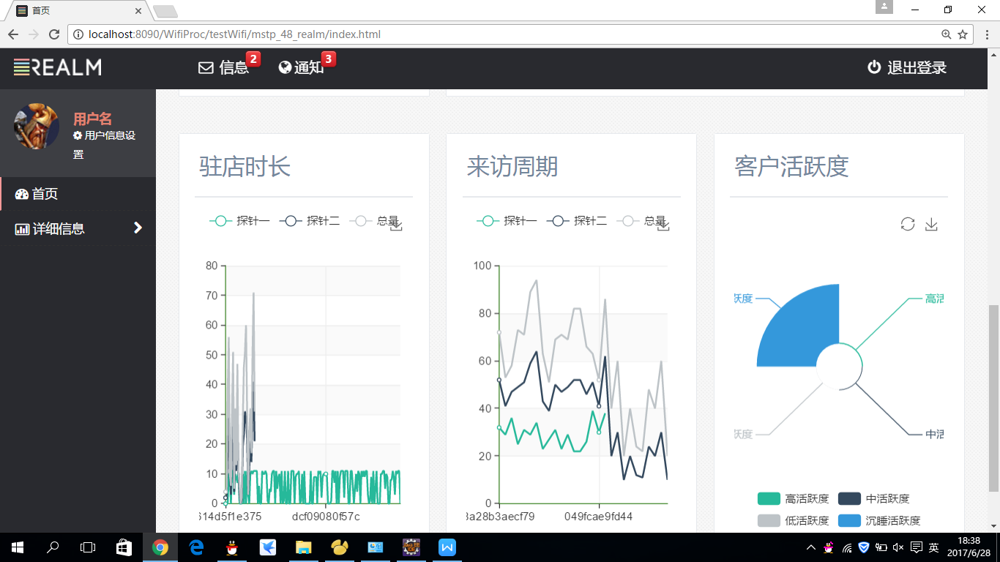 首页
localhost:8090/WifiProc/testWifi/mstp_48_realm/index.html
REALM
信息 2
通知 3
退出登录
用户名
用户信息设
置
首页
详细信息
驻店时长
探针一 探针二 总量
80
70
60
50
40
30
20
10
0
614d5f1e375 dcf09080f57c
来访周期
探针一 探针二 总量
100
80
60
40
20
0
3a28b3aecf79 049fcae9fd44
客户活跃度
跃度 高活
跃度 中活
高活跃度 中活跃度
低活跃度 沉睡活跃度
英
18:38
2017/6/28